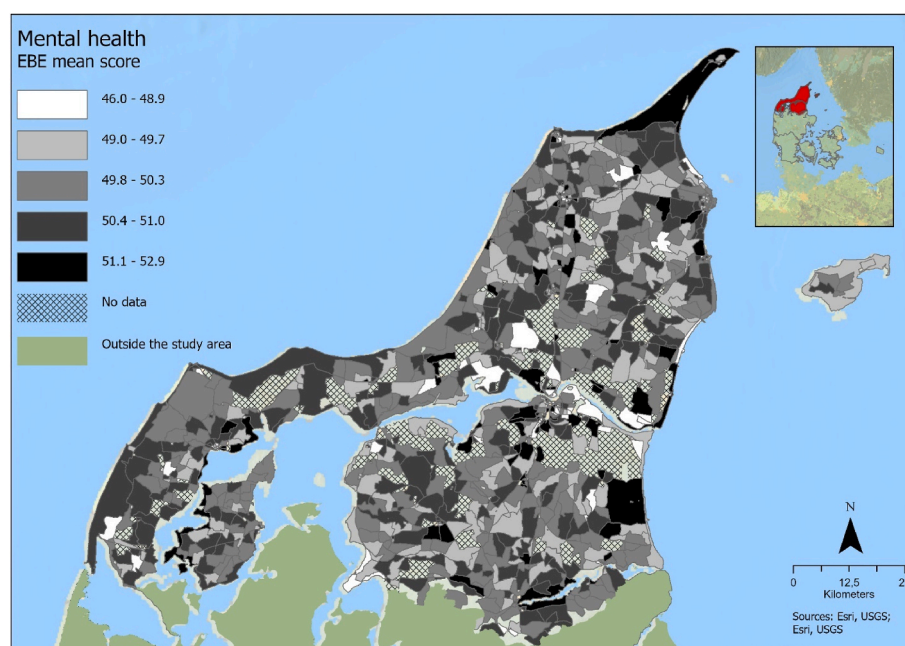 Mental health
EBE mean score
46.0 - 48.9
49.0 - 49.7
49.8 - 50.3
50.4 - 51.0
51.1 - 52.9
No data
Outside the study area
N
0 12,5 2
Kilometers
Sources: Esri, USGS;
Esri, USGS